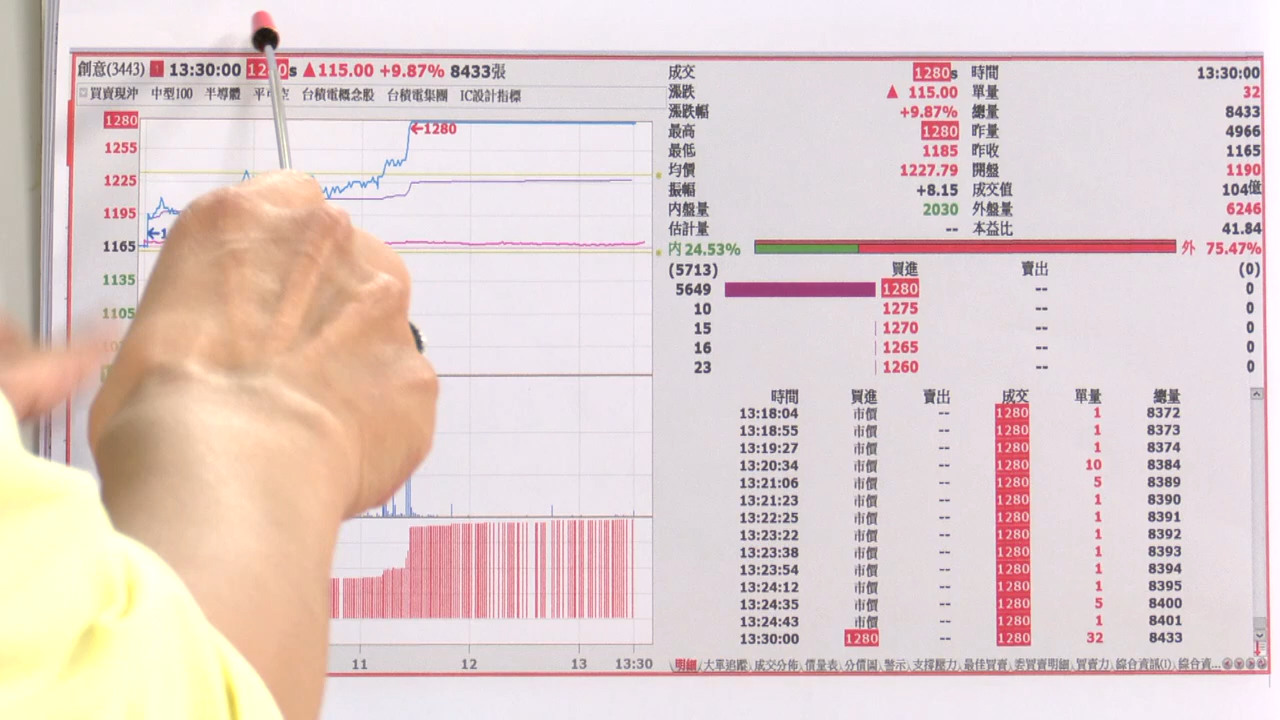 創意(3443) 13:30:00 s ▲115.00 +9.87% 8433張
買賣現沖 中型100 半導體 台積電概念股 台積電集團 IC設計指標
1280
←1280
1255
1225
1195
1165
1135
1105
11 12 13 13:30
成交 1280s 時間 13:30:00
漲跌 ▲ 115.00 單量 32
漲跌幅 +9.87% 總量 8433
最高 1280 昨量 4966
最低 1185 昨收 1165
均價 1227.79 開盤 1190
振幅 +8.15 成交值 104億
內盤量 2030 外盤量 6246
估計量 -- 本益比 41.84
內 24.53% 外 75.47%
(5713) 買進 賣出 (0)
5649 1280 -- 0
10 1275 -- 0
15 1270 -- 0
16 1265 -- 0
23 1260 -- 0
時間 買進 賣出 成交 單量 總量
13:18:04 市價 -- 1280 1 8372
13:18:55 市價 -- 1280 1 8373
13:19:27 市價 -- 1280 1 8374
13:20:34 市價 -- 1280 10 8384
13:21:06 市價 -- 1280 5 8389
13:21:23 市價 -- 1280 1 8390
13:22:25 市價 -- 1280 1 8391
13:23:22 市價 -- 1280 1 8392
13:23:38 市價 -- 1280 1 8393
13:23:54 市價 -- 1280 1 8394
13:24:12 市價 -- 1280 1 8395
13:24:35 市價 -- 1280 5 8400
13:24:43 市價 -- 1280 1 8401
13:30:00 1280 -- 1280 32 8433
明細 大單追蹤 成交分佈 價量表 分價圖 警示 支撐壓力 最佳買賣 委買賣明細 買賣力 綜合資訊(1) 綜合資...